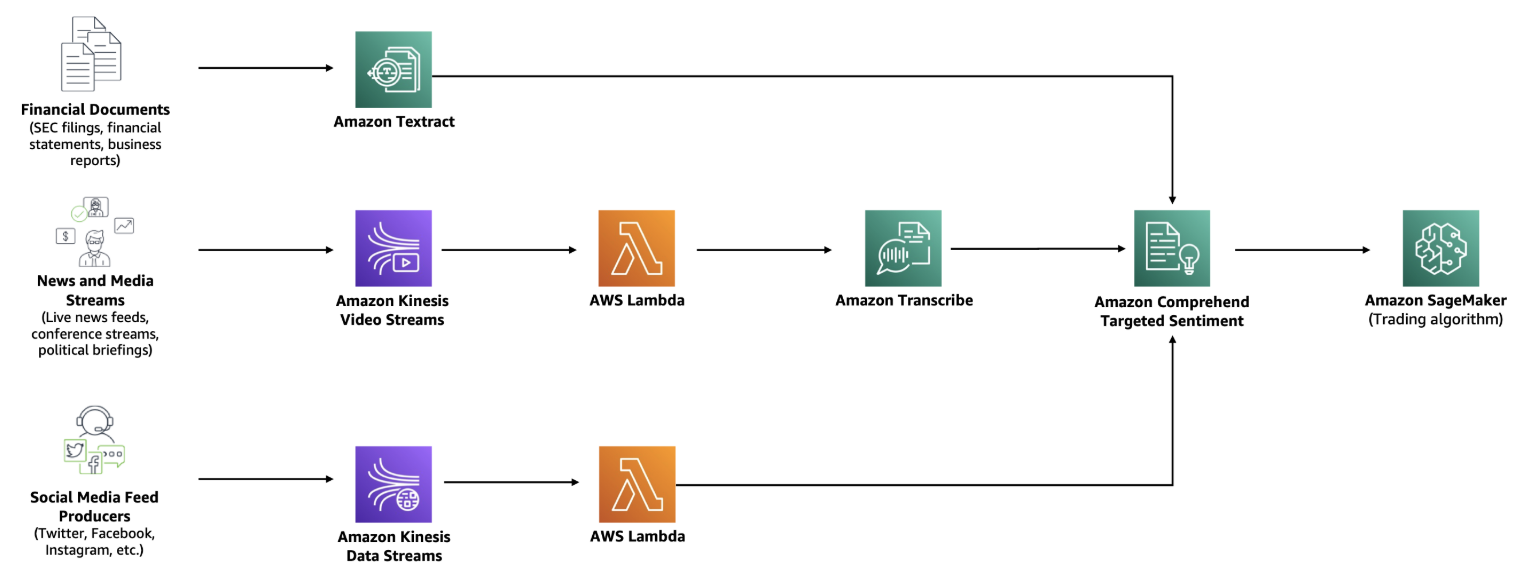 Financial Documents
(SEC filings, financial
statements, business
reports)
Amazon Textract
News and Media
Streams
(Live news feeds,
conference streams,
political briefings)
Amazon Kinesis
Video Streams
AWS Lambda
Amazon Transcribe
Amazon Comprehend
Targeted Sentiment
Amazon SageMaker
(Trading algorithm)
Social Media Feed
Producers
(Twitter, Facebook,
Instagram, etc.)
Amazon Kinesis
Data Streams
AWS Lambda